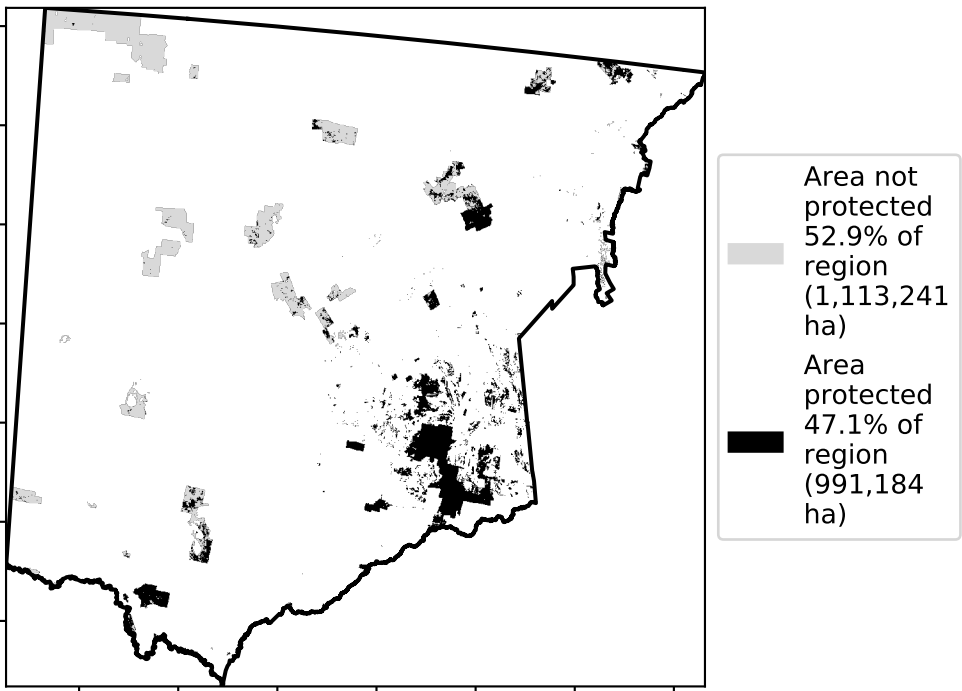 Area not
protected
52.9% of
region
(1,113,241
ha)
Area
protected
47.1% of
region
(991,184
ha)